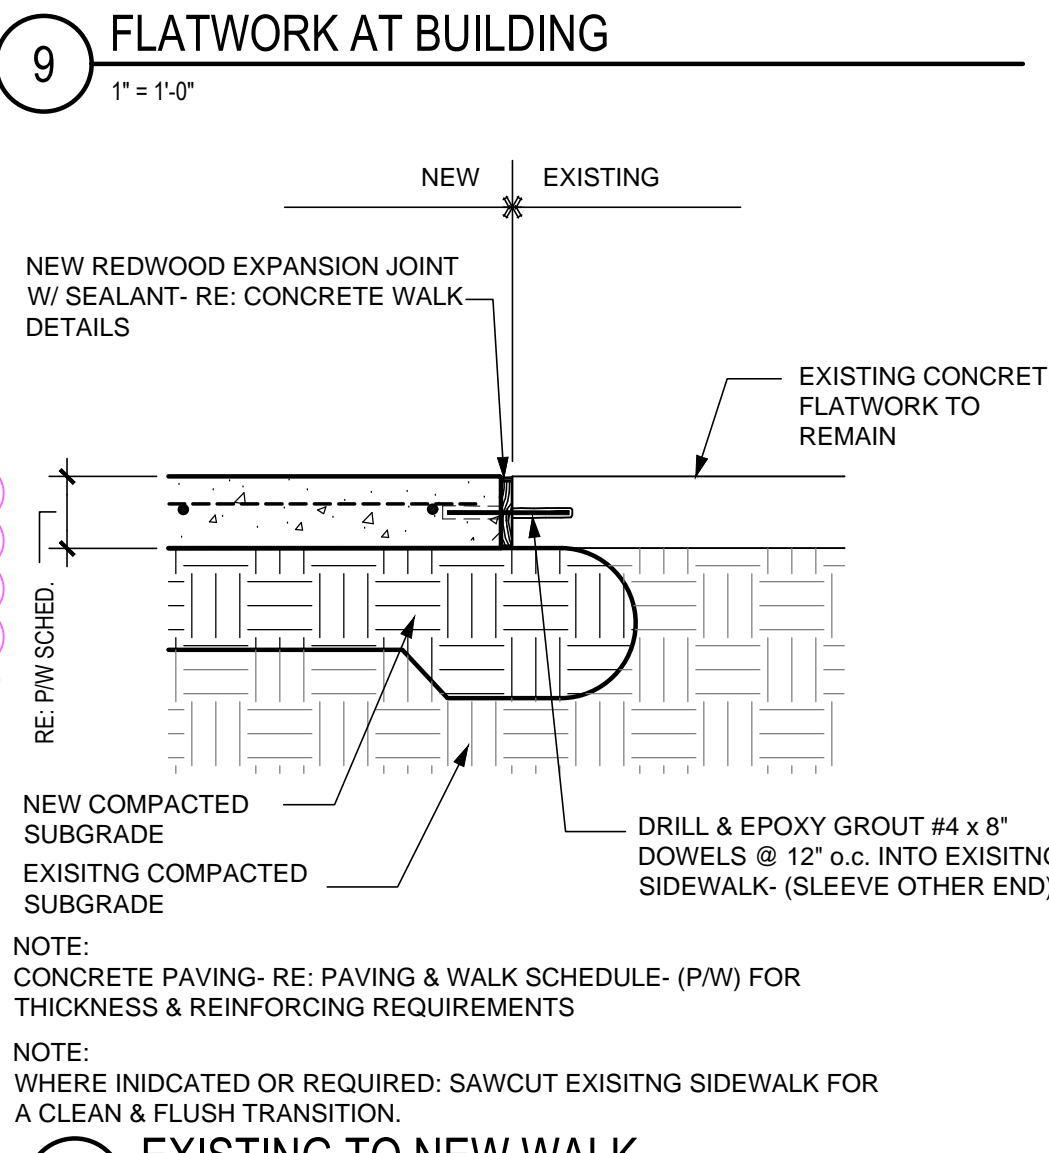 9
FLATWORK AT BUILDING
1" = 1'-0"
NEW
EXISTING
NEW REDWOOD EXPANSION JOINT
W/ SEALANT- RE: CONCRETE WALK
DETAILS
EXISTING CONCRET
FLATWORK TO
REMAIN
RE: P/W SCHED.
NEW COMPACTED
SUBGRADE
EXISITNG COMPACTED
SUBGRADE
DRILL & EPOXY GROUT #4 x 8"
DOWELS @ 12" o.c. INTO EXISITNG
SIDEWALK- (SLEEVE OTHER END)
NOTE:
CONCRETE PAVING- RE: PAVING & WALK SCHEDULE- (P/W) FOR
THICKNESS & REINFORCING REQUIREMENTS
NOTE:
WHERE INIDCATED OR REQUIRED: SAWCUT EXISITNG SIDEWALK FOR
A CLEAN & FLUSH TRANSITION.
EXISTING TO NEW WALK